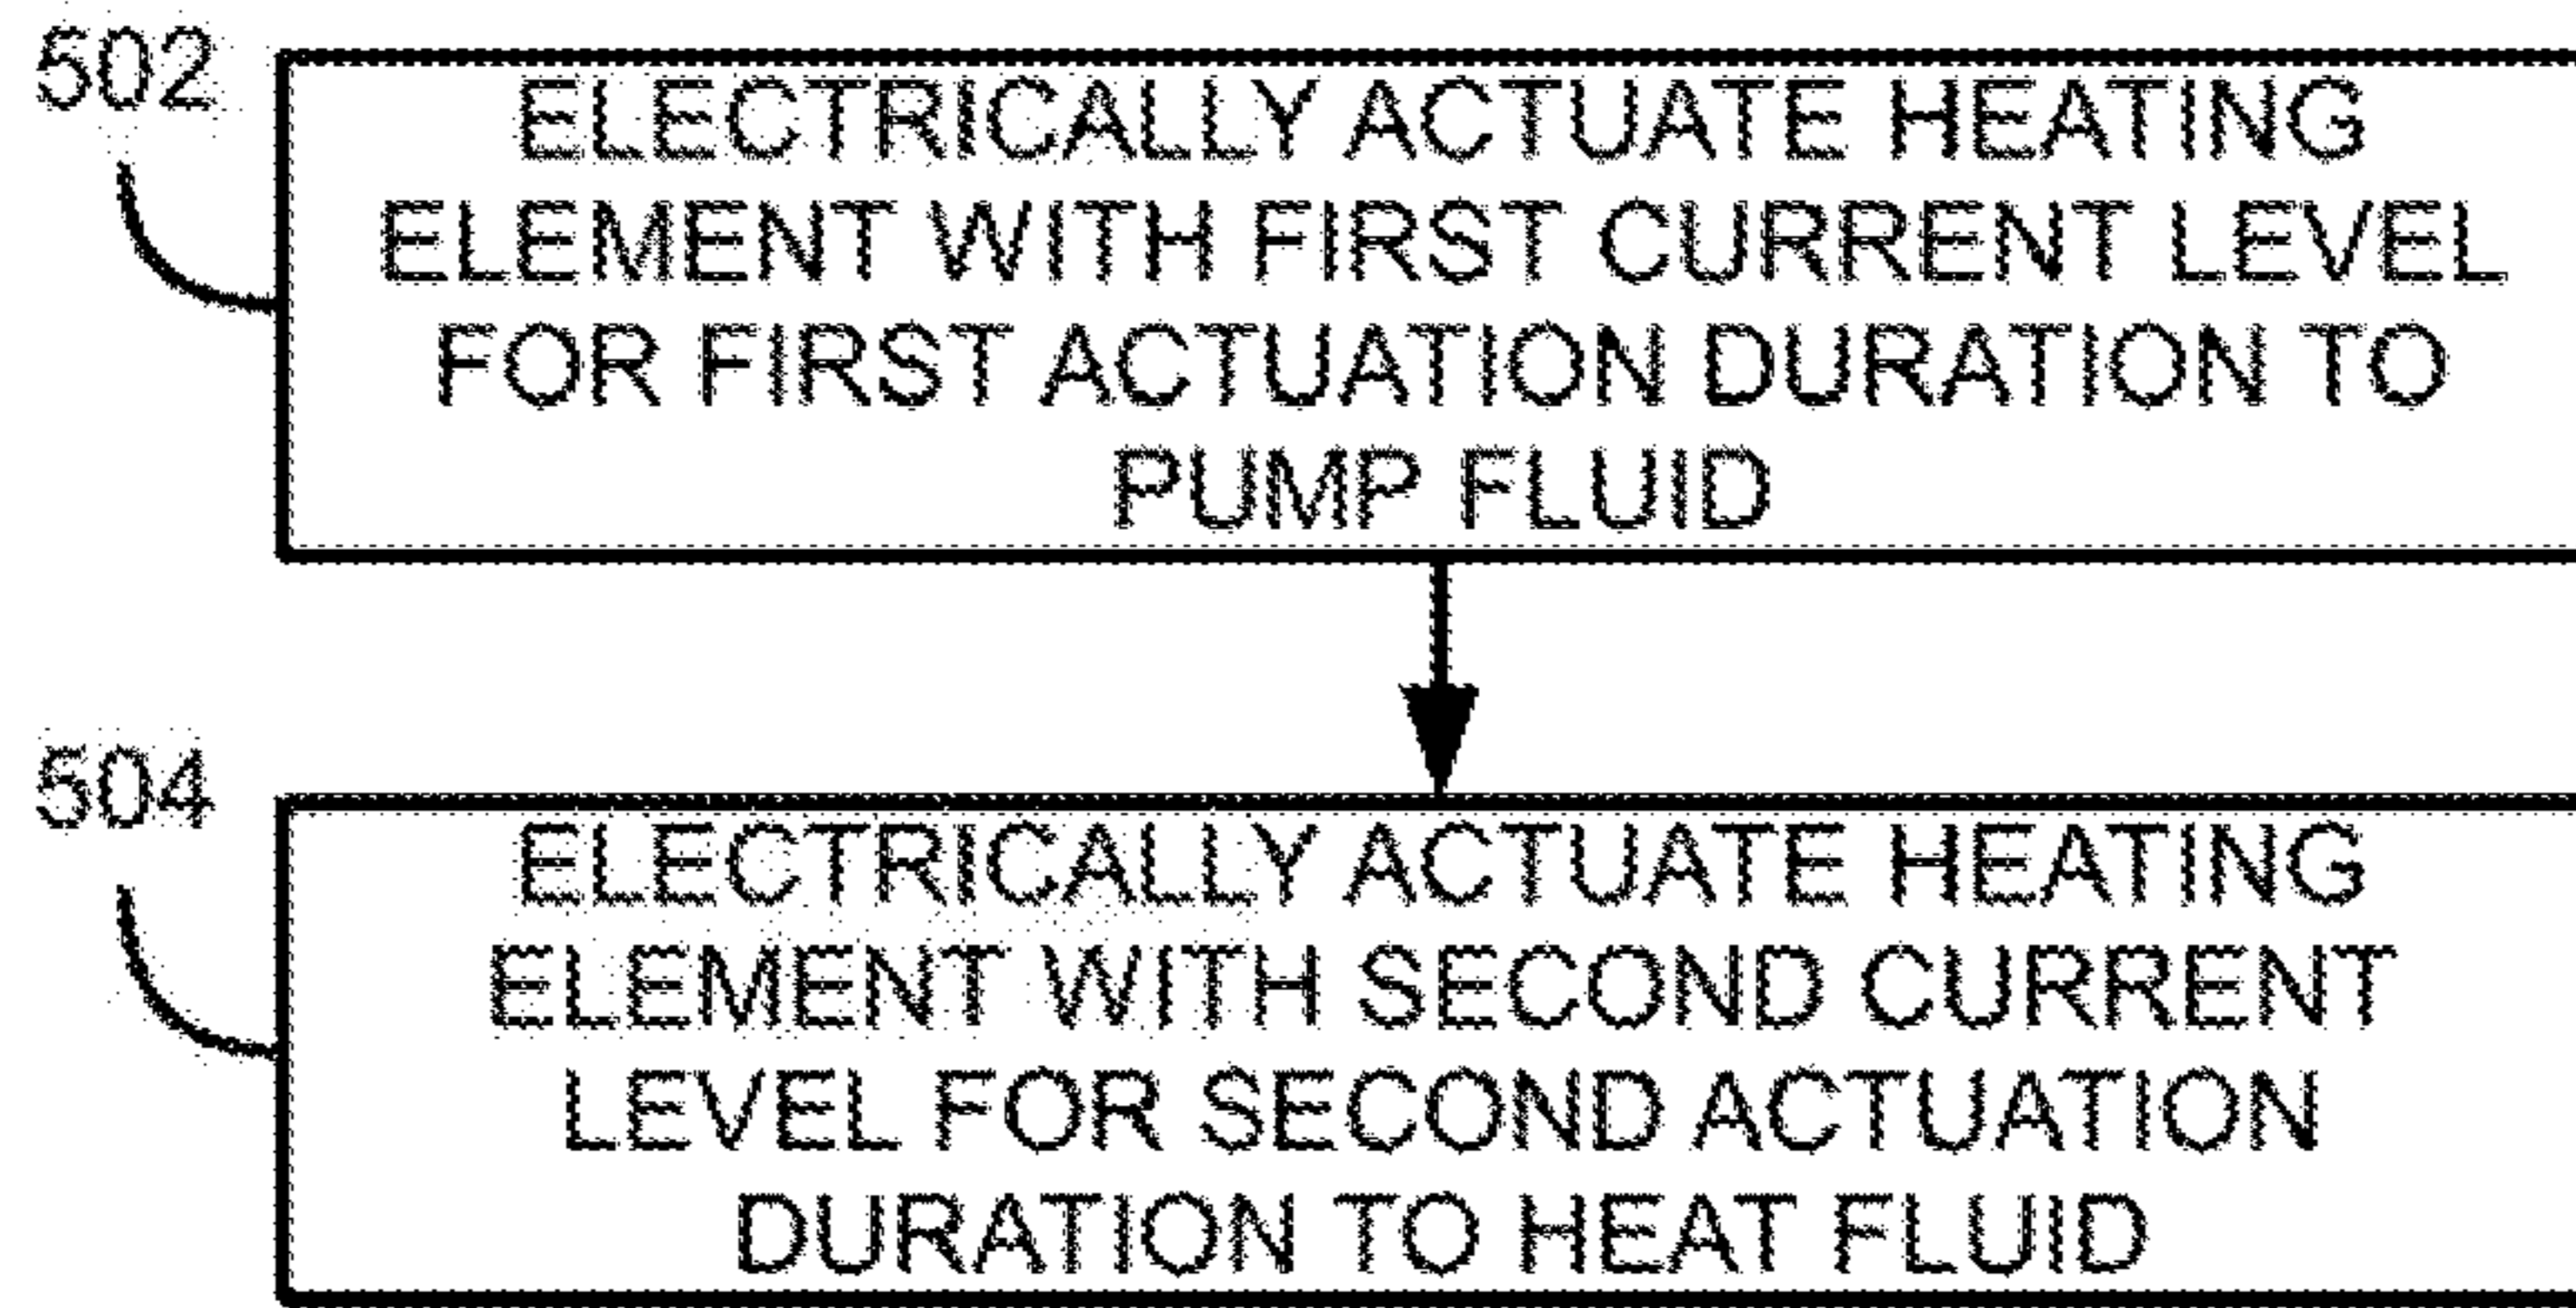 502
ELECTRICALLY ACTUATE HEATING
ELEMENT WITH FIRST CURRENT LEVEL
FOR FIRST ACTUATION DURATION TO
PUMP FLUID
504
ELECTRICALLY ACTUATE HEATING
ELEMENT WITH SECOND CURRENT
LEVEL FOR SECOND ACTUATION
DURATION TO HEAT FLUID